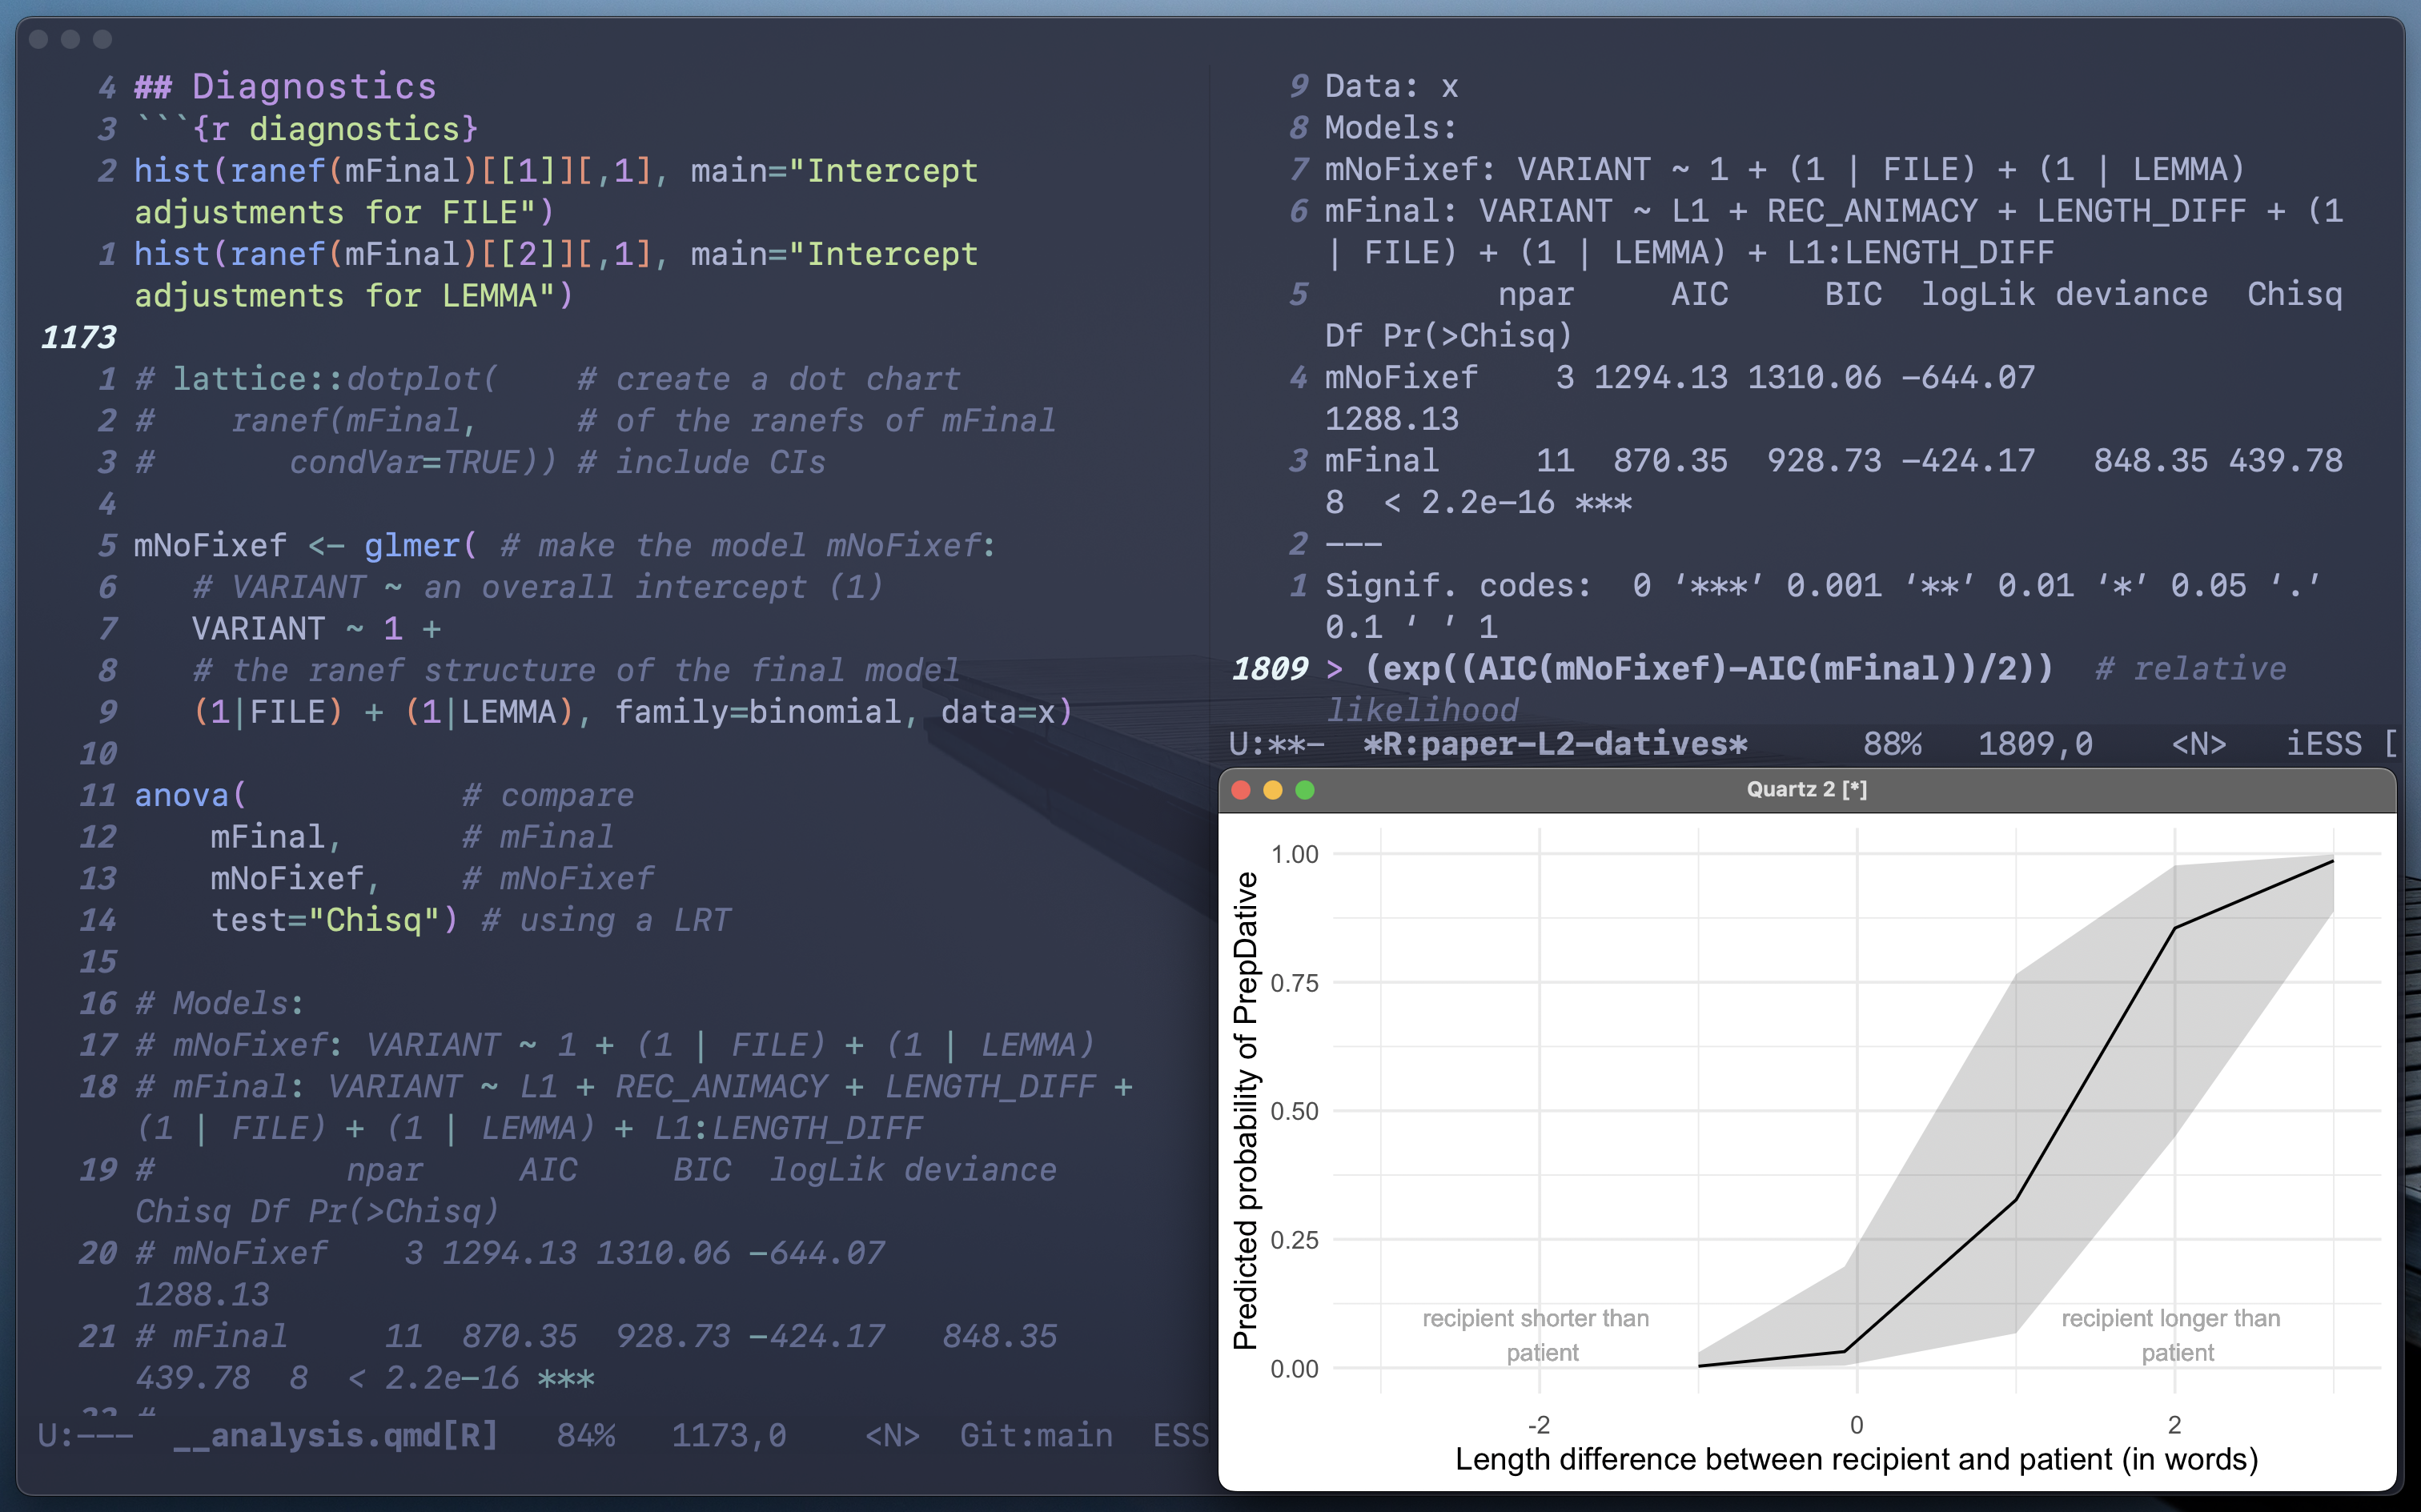 4 ## Diagnostics
3 ```{r diagnostics}
2 hist(ranef(mFinal)[[1]][,1], main="Intercept
adjustments for FILE")
1 hist(ranef(mFinal)[[2]][,1], main="Intercept
adjustments for LEMMA")
1173
1 # lattice::dotplot(    # create a dot chart
2 #    ranef(mFinal,     # of the ranefs of mFinal
3 #       condVar=TRUE)) # include CIs
4
5 mNoFixef <- glmer( # make the model mNoFixef:
6    # VARIANT ~ an overall intercept (1)
7    VARIANT ~ 1 +
8    # the ranef structure of the final model
9    (1|FILE) + (1|LEMMA), family=binomial, data=x)
10
11 anova(           # compare
12     mFinal,      # mFinal
13     mNoFixef,    # mNoFixef
14     test="Chisq") # using a LRT
15
16 # Models:
17 # mNoFixef: VARIANT ~ 1 + (1 | FILE) + (1 | LEMMA)
18 # mFinal: VARIANT ~ L1 + REC_ANIMACY + LENGTH_DIFF +
(1 | FILE) + (1 | LEMMA) + L1:LENGTH_DIFF
19 #          npar     AIC     BIC  logLik deviance
Chisq Df Pr(>Chisq)
20 # mNoFixef    3 1294.13 1310.06 -644.07
1288.13
21 # mFinal     11  870.35  928.73 -424.17   848.35
439.78  8  < 2.2e-16 ***
22 #
U:---  __analysis.qmd[R]   84%   1173,0    <N>  Git:main  ESS
9 Data: x
8 Models:
7 mNoFixef: VARIANT ~ 1 + (1 | FILE) + (1 | LEMMA)
6 mFinal: VARIANT ~ L1 + REC_ANIMACY + LENGTH_DIFF + (1
| FILE) + (1 | LEMMA) + L1:LENGTH_DIFF
5          npar     AIC     BIC  logLik deviance  Chisq
Df Pr(>Chisq)
4 mNoFixef    3 1294.13 1310.06 -644.07
1288.13
3 mFinal     11  870.35  928.73 -424.17   848.35 439.78
8  < 2.2e-16 ***
2 ---
1 Signif. codes:  0 ‘***’ 0.001 ‘**’ 0.01 ‘*’ 0.05 ‘.’
0.1 ‘ ’ 1
1809 > (exp((AIC(mNoFixef)-AIC(mFinal))/2))  # relative
likelihood
U:**-  *R:paper-L2-datives*      88%   1809,0    <N>   iESS [
Quartz 2 [*]
Predicted probability of PrepDative
1.00
0.75
0.50
0.25
0.00
recipient shorter than
patient
recipient longer than
patient
-2 0 2
Length difference between recipient and patient (in words)